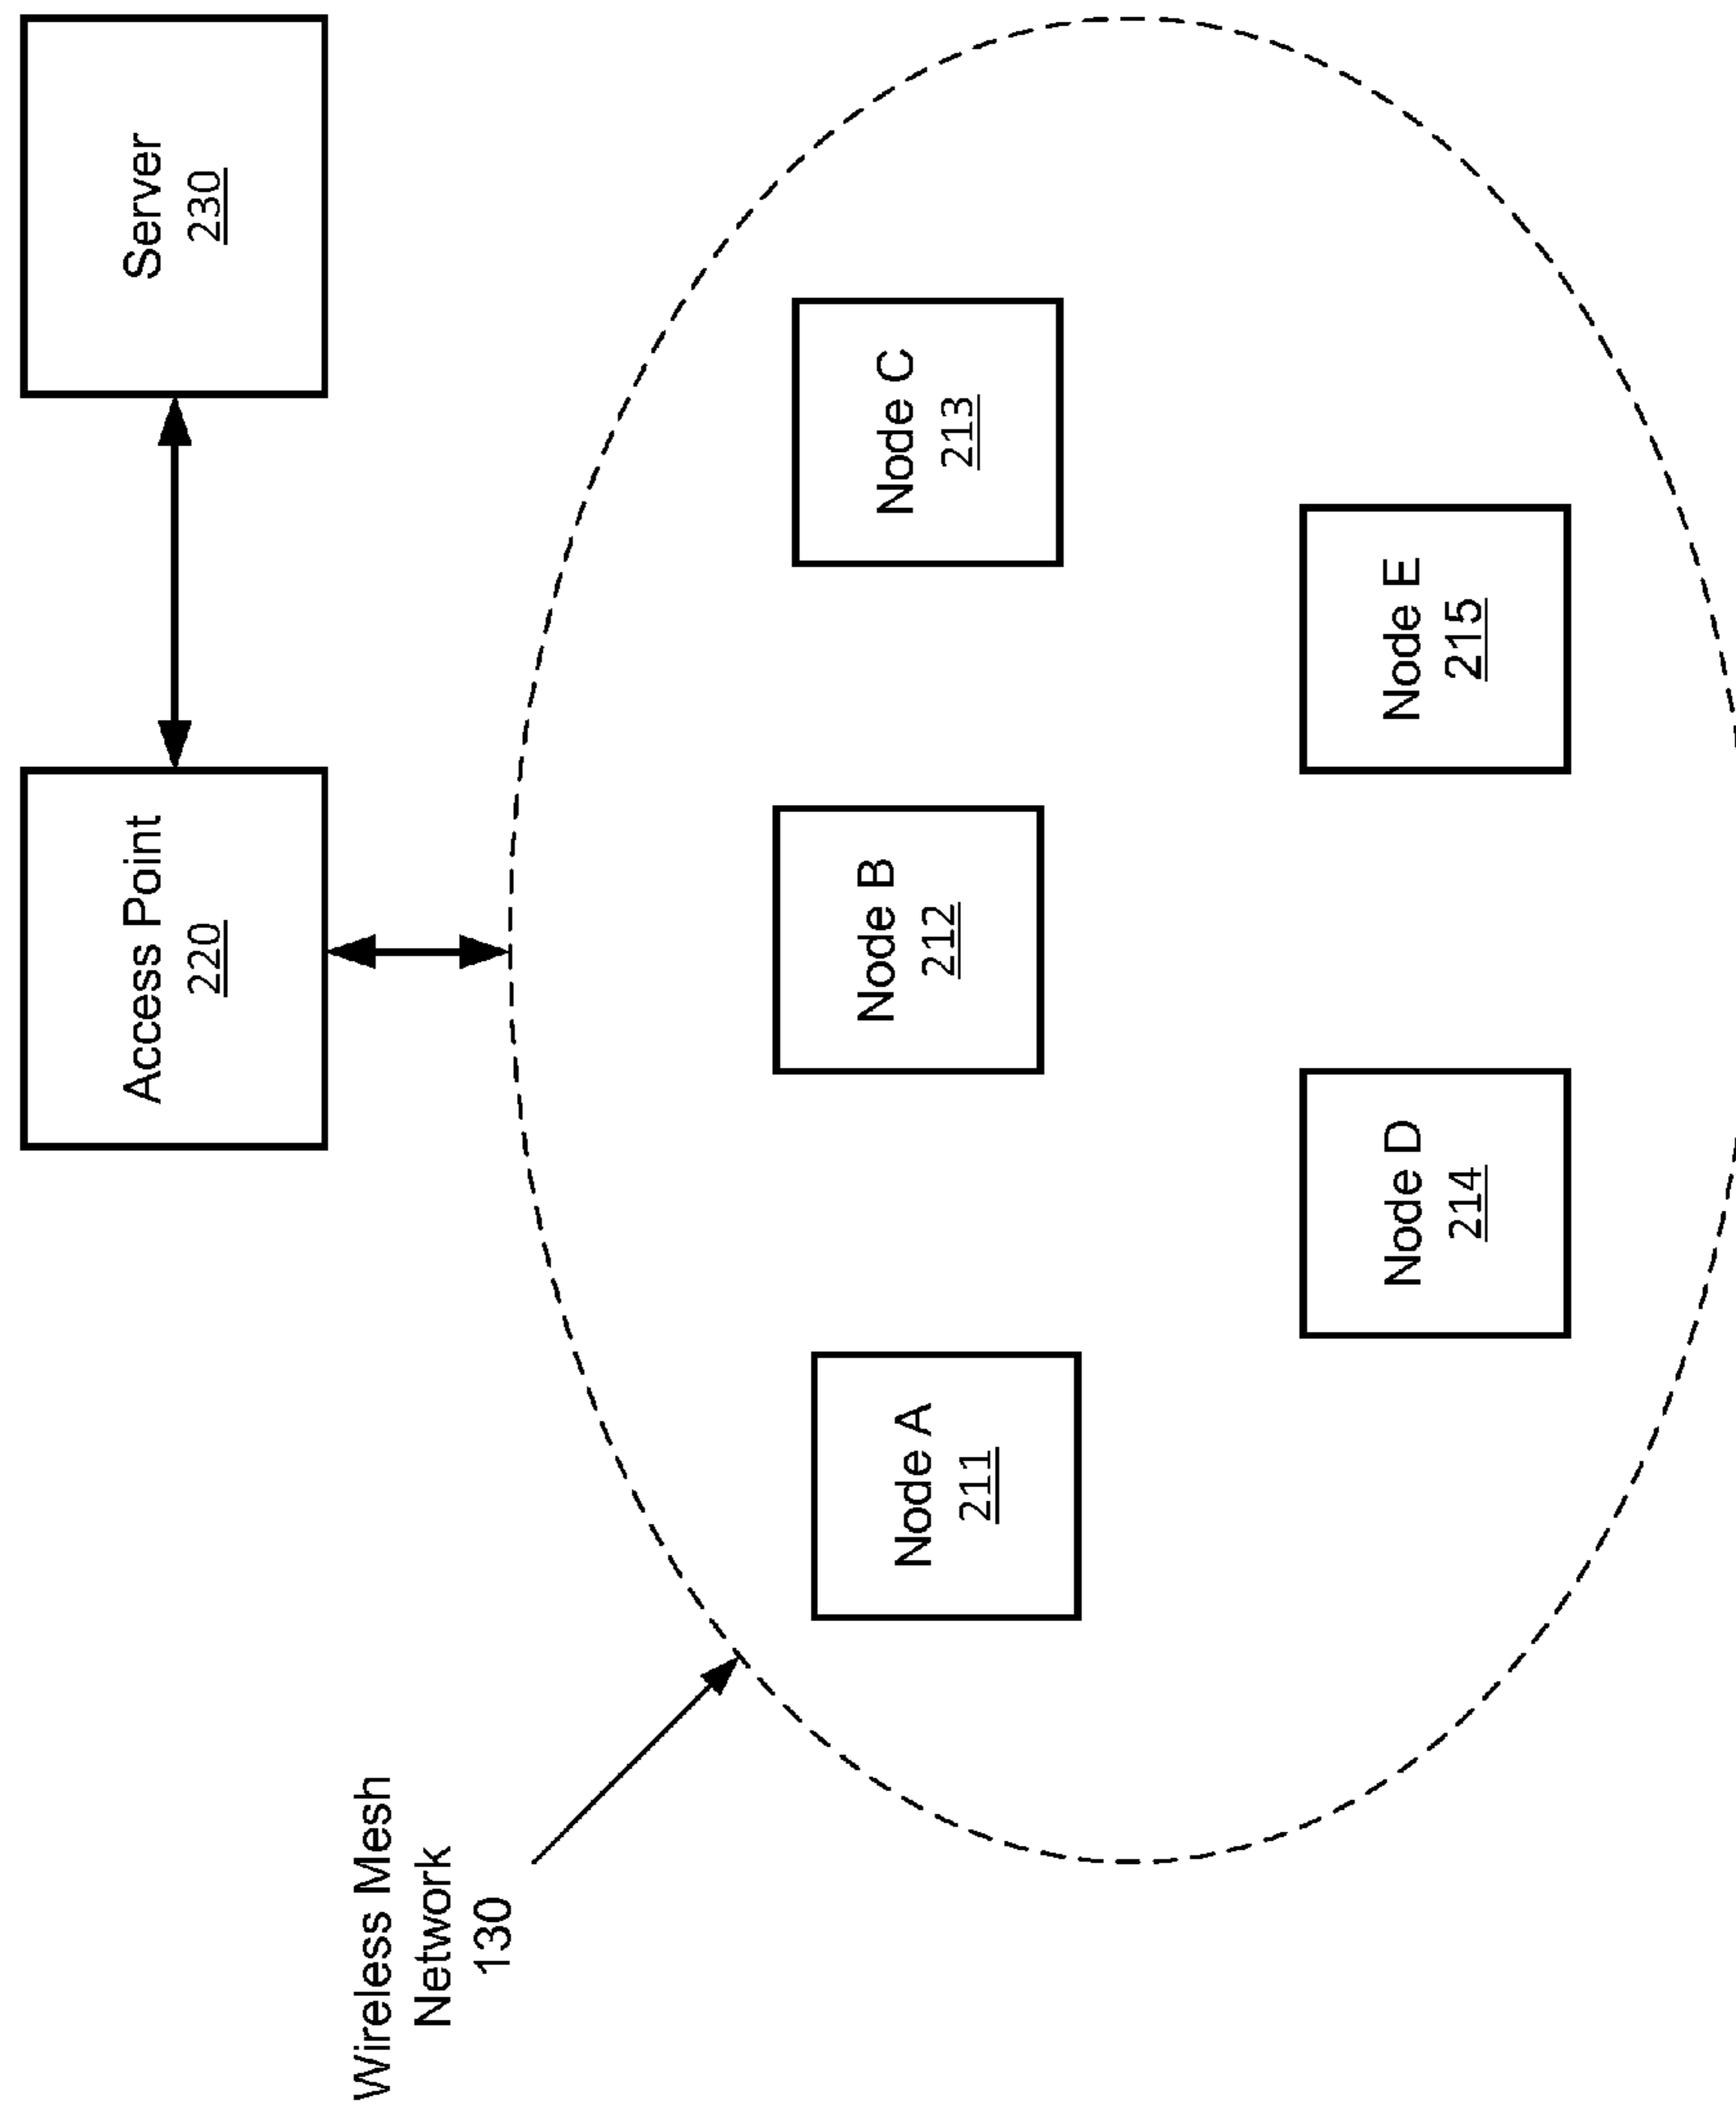 Access Point
220
Server
230
Wireless Mesh
Network
130
Node A
211
Node B
212
Node C
213
Node D
214
Node E
215